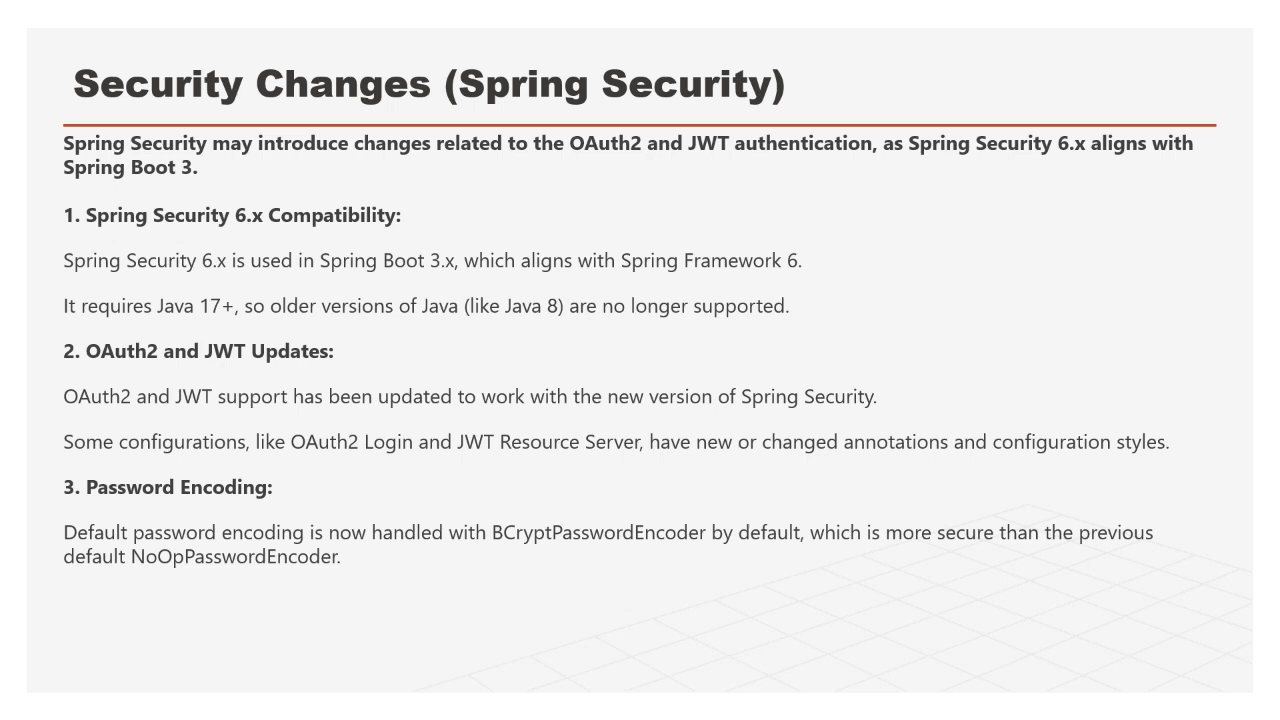 Security Changes (Spring Security)
Spring Security may introduce changes related to the OAuth2 and JWT authentication, as Spring Security 6.x aligns with
Spring Boot 3.
1. Spring Security 6.x Compatibility:
Spring Security 6.x is used in Spring Boot 3.x, which aligns with Spring Framework 6.
It requires Java 17+, so older versions of Java (like Java 8) are no longer supported.
2. OAuth2 and JWT Updates:
OAuth2 and JWT support has been updated to work with the new version of Spring Security.
Some configurations, like OAuth2 Login and JWT Resource Server, have new or changed annotations and configuration styles.
3. Password Encoding:
Default password encoding is now handled with BCryptPasswordEncoder by default, which is more secure than the previous
default NoOpPasswordEncoder.